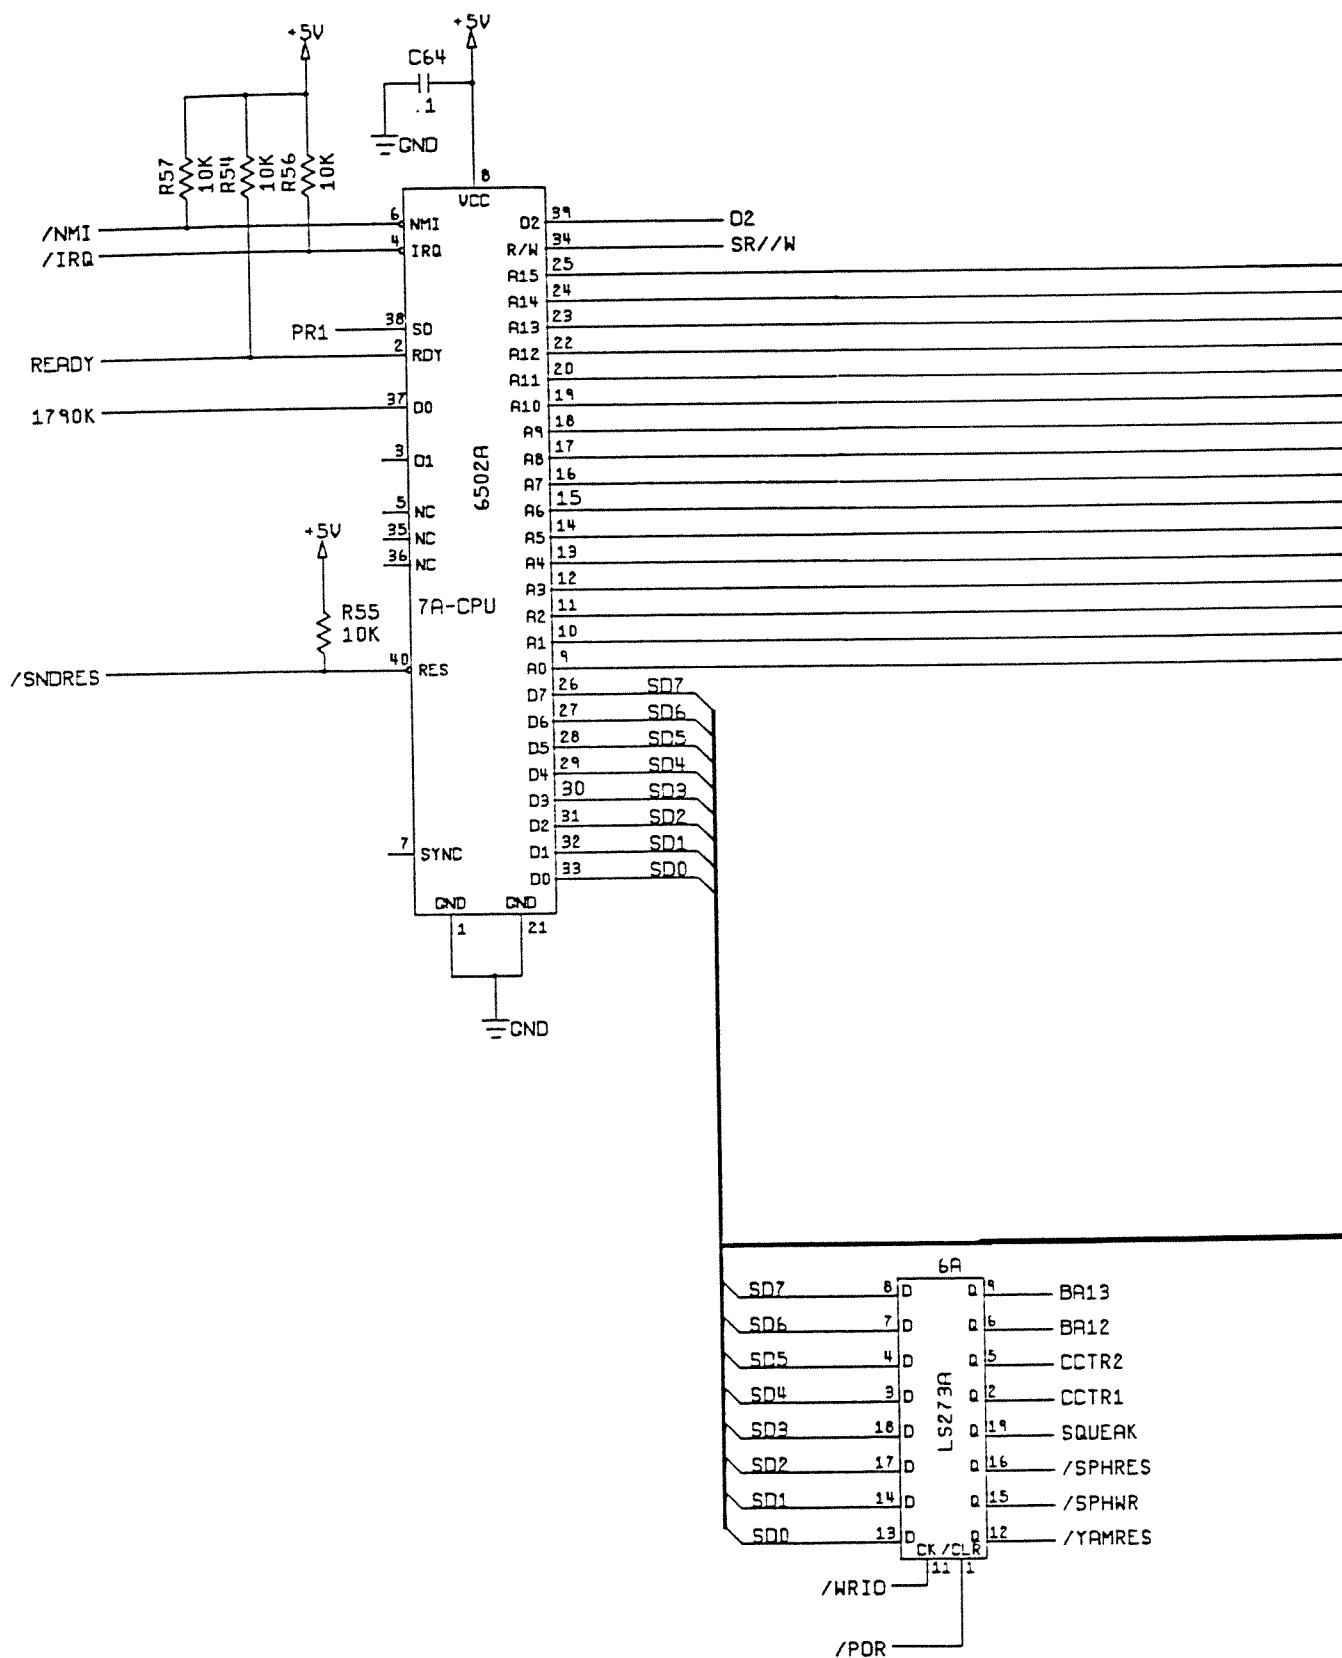 +5V
+5V
C64
.1
GND
R57
10K
R54
10K
R56
10K
8
VCC
/NMI
6
NMI
/IRQ
4
IRQ
PR1
38
SO
READY
2
RDY
1790K
37
O0
3
O1
5
NC
35
NC
36
NC
+5V
R55
10K
/SNDRES
40
RES
7
SYNC
6502A
7A-CPU
O2
39
O2
R/W
34
SR//W
A15
25
A14
24
A13
23
A12
22
A11
20
A10
19
A9
18
A8
17
A7
16
A6
15
A5
14
A4
13
A3
12
A2
11
A1
10
A0
9
D7
26
SD7
D6
27
SD6
D5
28
SD5
D4
29
SD4
D3
30
SD3
D2
31
SD2
D1
32
SD1
D0
33
SD0
GND
GND
1
21
GND
6A
LS273A
SD7
8
D
Q
9
BA13
SD6
7
D
Q
6
BA12
SD5
4
D
Q
5
CCTR2
SD4
3
D
Q
2
CCTR1
SD3
18
D
Q
19
SQUEAK
SD2
17
D
Q
16
/SPHRES
SD1
14
D
Q
15
/SPHWR
SD0
13
D
Q
12
/YAMRES
CK
/CLR
11
1
/WRIO
/POR